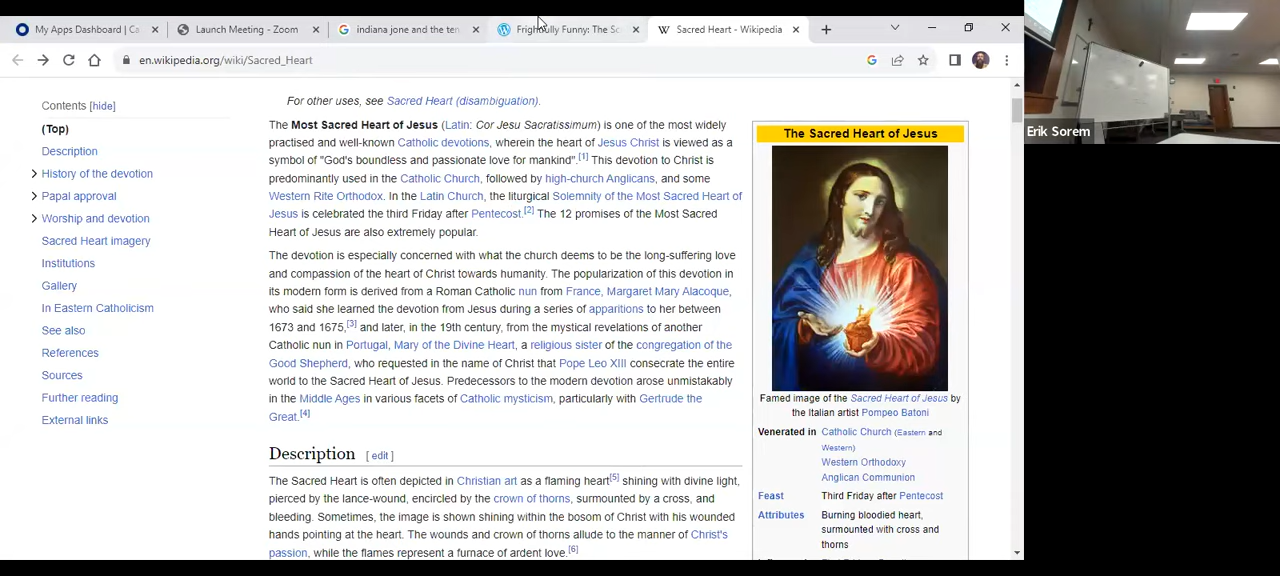 My Apps Dashboard | Ca
Launch Meeting - Zoom
indiana jone and the ten
Frightfully Funny: The Sc
Sacred Heart - Wikipedia
en.wikipedia.org/wiki/Sacred_Heart
Erik Sorem
Contents [hide]
(Top)
Description
History of the devotion
Papal approval
Worship and devotion
Sacred Heart imagery
Institutions
Gallery
In Eastern Catholicism
See also
References
Sources
Further reading
External links
For other uses, see Sacred Heart (disambiguation).
The Most Sacred Heart of Jesus (Latin: Cor Jesu Sacratissimum) is one of the most widely
practised and well-known Catholic devotions, wherein the heart of Jesus Christ is viewed as a
symbol of "God's boundless and passionate love for mankind".[1] This devotion to Christ is
predominantly used in the Catholic Church, followed by high-church Anglicans, and some
Western Rite Orthodox. In the Latin Church, the liturgical Solemnity of the Most Sacred Heart of
Jesus is celebrated the third Friday after Pentecost.[2] The 12 promises of the Most Sacred
Heart of Jesus are also extremely popular.
The devotion is especially concerned with what the church deems to be the long-suffering love
and compassion of the heart of Christ towards humanity. The popularization of this devotion in
its modern form is derived from a Roman Catholic nun from France, Margaret Mary Alacoque,
who said she learned the devotion from Jesus during a series of apparitions to her between
1673 and 1675,[3] and later, in the 19th century, from the mystical revelations of another
Catholic nun in Portugal, Mary of the Divine Heart, a religious sister of the congregation of the
Good Shepherd, who requested in the name of Christ that Pope Leo XIII consecrate the entire
world to the Sacred Heart of Jesus. Predecessors to the modern devotion arose unmistakably
in the Middle Ages in various facets of Catholic mysticism, particularly with Gertrude the
Great.[4]
Description [ edit ]
The Sacred Heart is often depicted in Christian art as a flaming heart[5] shining with divine light,
pierced by the lance-wound, encircled by the crown of thorns, surmounted by a cross, and
bleeding. Sometimes, the image is shown shining within the bosom of Christ with his wounded
hands pointing at the heart. The wounds and crown of thorns allude to the manner of Christ's
passion, while the flames represent a furnace of ardent love.[6]
The Sacred Heart of Jesus
Famed image of the Sacred Heart of Jesus by
the Italian artist Pompeo Batoni
Venerated in Catholic Church (Eastern and
Western)
Western Orthodoxy
Anglican Communion
Feast Third Friday after Pentecost
Attributes Burning bloodied heart,
surmounted with cross and
thorns